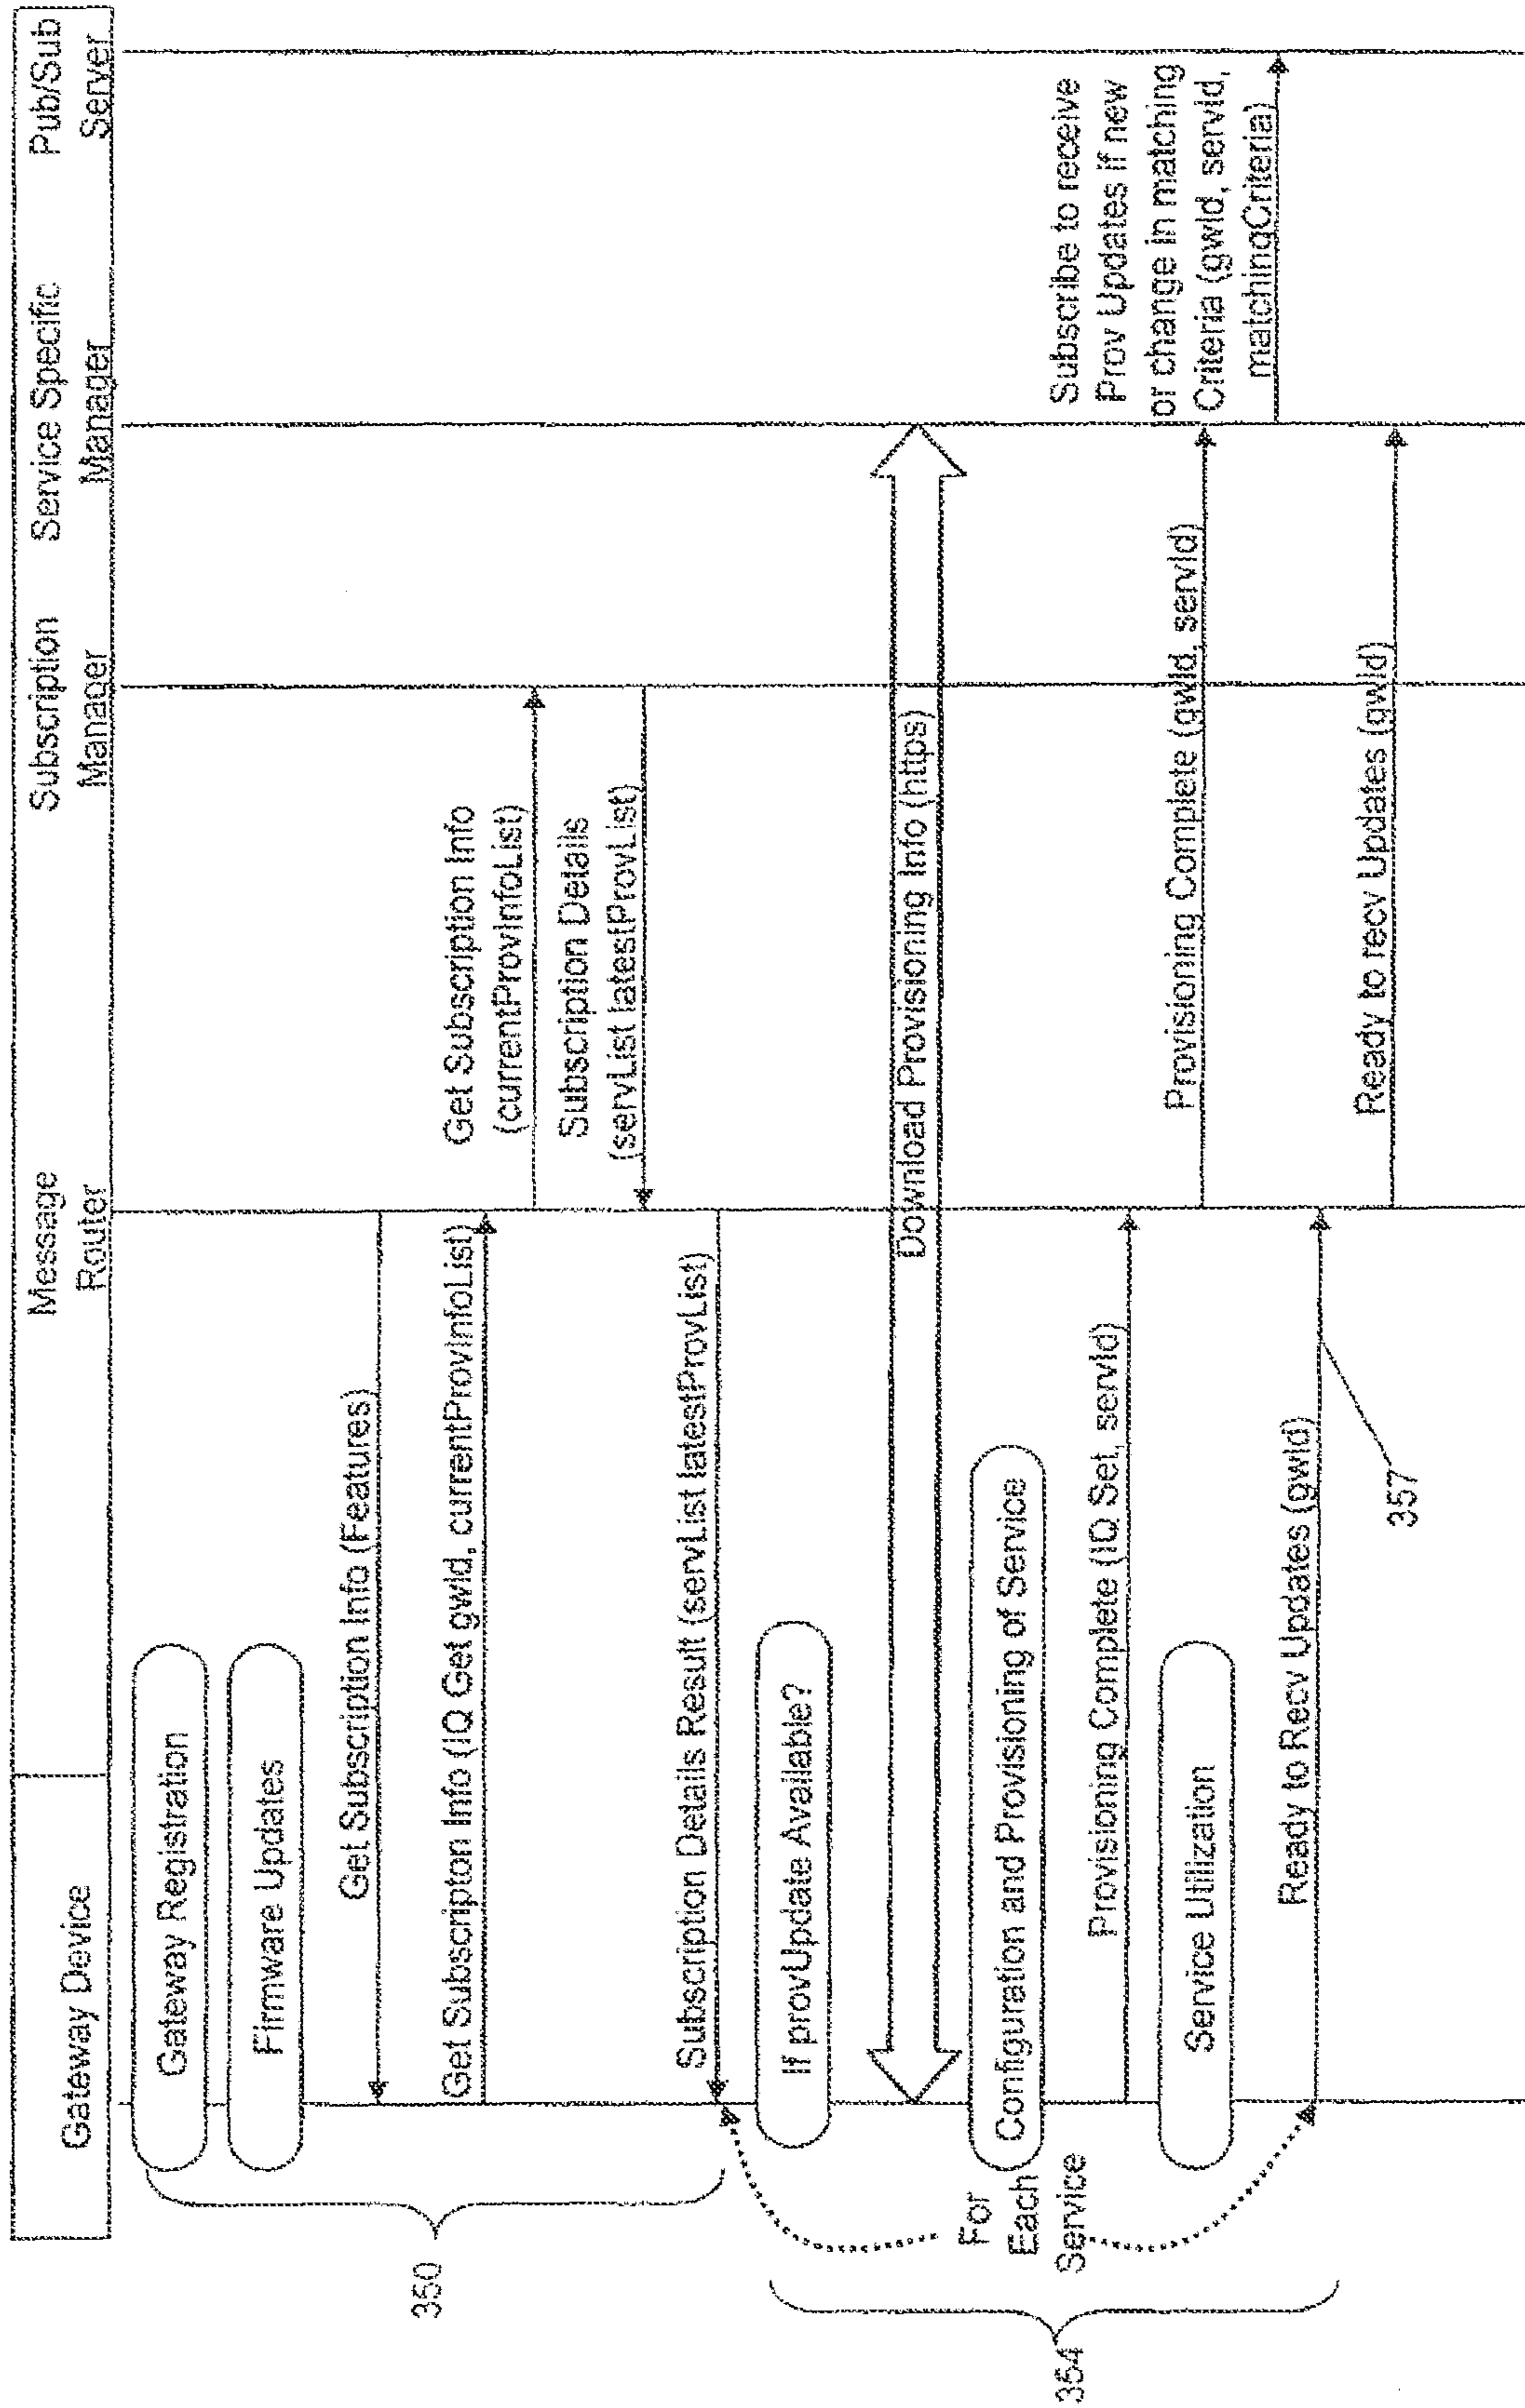 Gateway Device
Message
Router
Subscription
Manager
Service Specific
Manager
Pub/Sub
Server
Gateway Registration
Firmware Updates
Get Subscription Info (Features)
Get Subscripton Info (IQ Get gwId, currentProvInfoList)
Get Subscription Info
(currentProvInfoList)
Subscription Details
(servList latestProvList)
Subscription Details Result (servList latestProvList)
350
If provUpdate Available?
Download Provisioning Info (https)
Configuration and Provisioning of Service
For
Each
Service
354
Provisioning Complete (IQ Set, servId)
Provisioning Complete (gwId, servId)
Subscribe to receive
Prov Updates if new
or change in matching
Criteria (gwId, servId,
matchingCriteria)
Service Utilization
Ready to Recv Updates (gwId)
357
Ready to recv Updates (gwId)